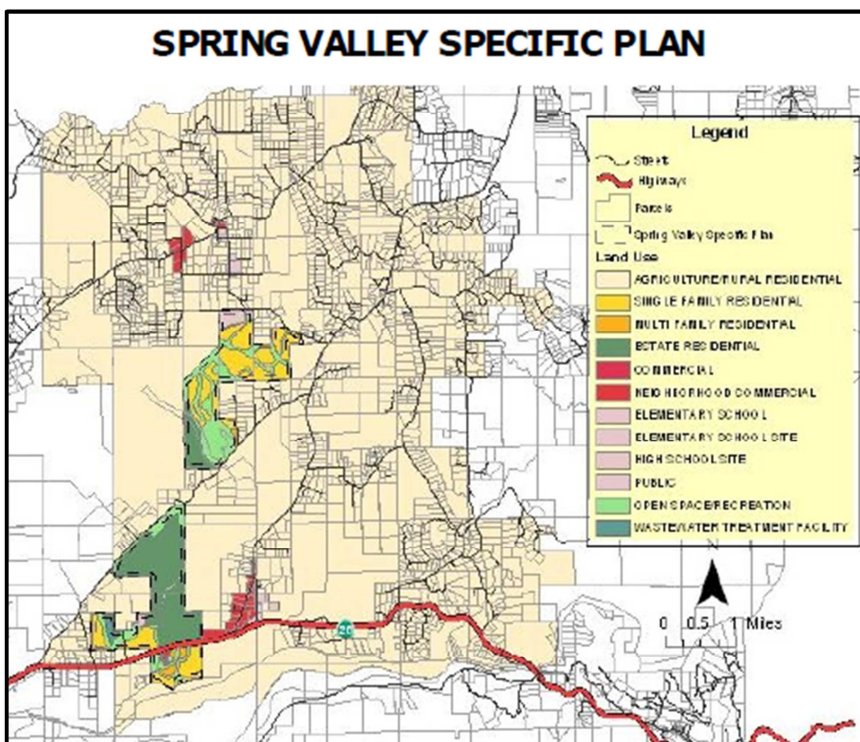 SPRING VALLEY SPECIFIC PLAN
Legend
Streets
Highways
Parcels
Spring Valley Specific Plan
Land Use
AGRICULTURE/RURAL RESIDENTIAL
SINGLE FAMILY RESIDENTIAL
MULTI FAMILY RESIDENTIAL
ESTATE RESIDENTIAL
COMMERCIAL
NEIGHBORHOOD COMMERCIAL
ELEMENTARY SCHOOL
ELEMENTARY SCHOOL SITE
HIGH SCHOOL SITE
PUBLIC
OPEN SPACE/RECREATION
WASTEWATER TREATMENT FACILITY
N
0 0.5 1 Miles
20